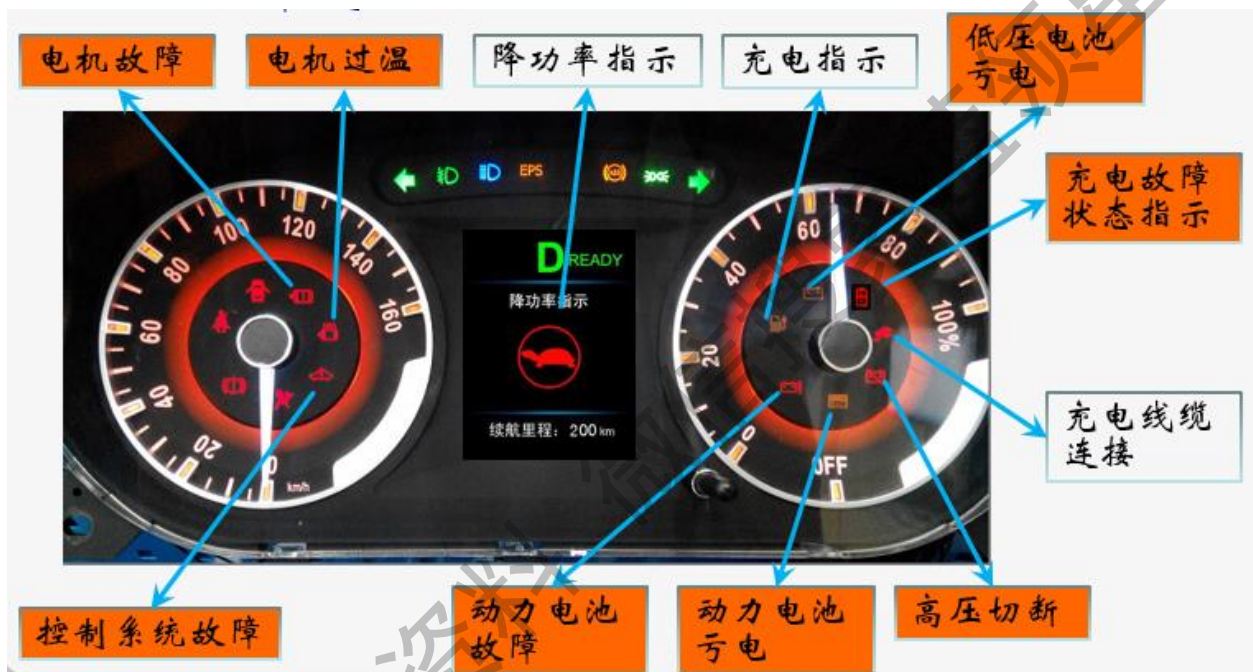 电机故障
电机过温
降功率指示
充电指示
低压电池
亏电
充电故障
状态指示
EPS
0
20
40
60
80
100
120
140
160
km/h
D READY
降功率指示
续航里程：200 km
0
20
40
60
80
100%
OFF
充电线缆
连接
控制系统故障
动力电池
故障
动力电池
亏电
高压切断